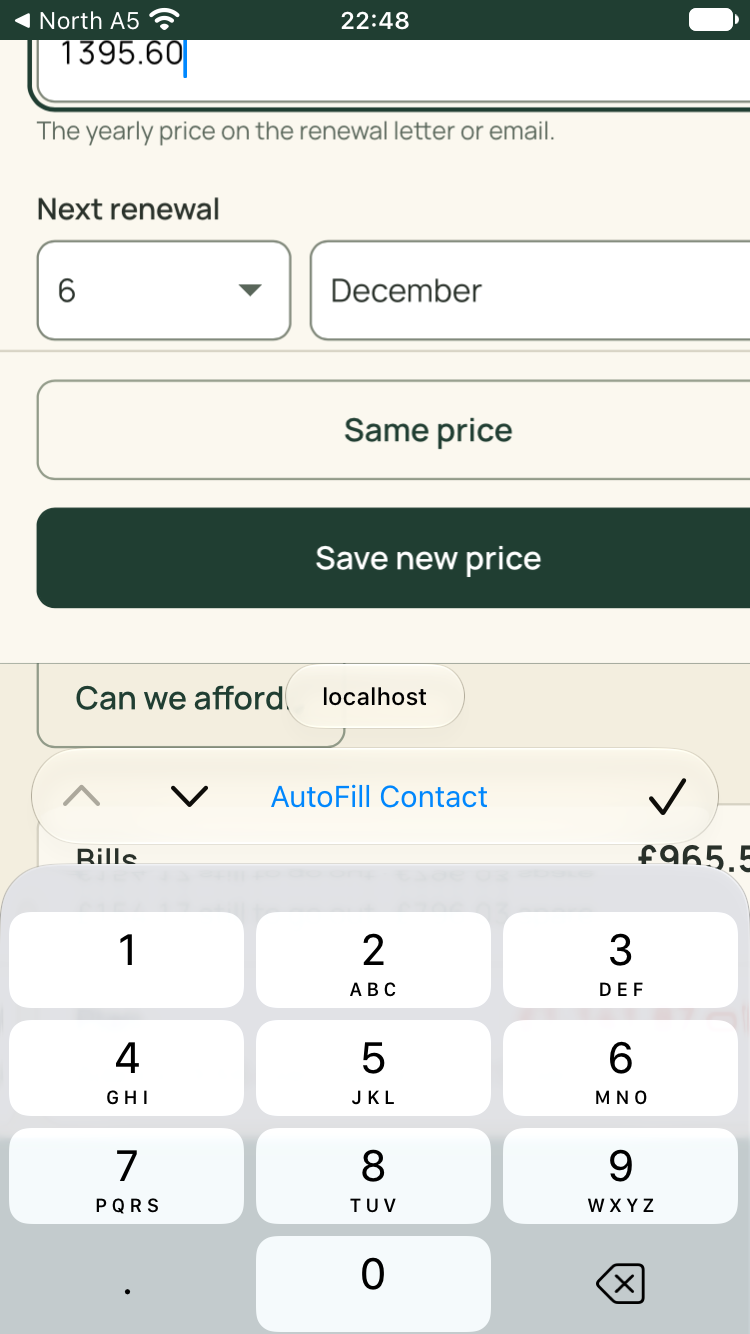 ◀ North A5
22:48
1395.60
The yearly price on the renewal letter or email.
Next renewal
6
December
Same price
Save new price
Can we afford
localhost
AutoFill Contact
Bills
£965.5
1
2
ABC
3
DEF
4
GHI
5
JKL
6
MNO
7
PQRS
8
TUV
9
WXYZ
.
0